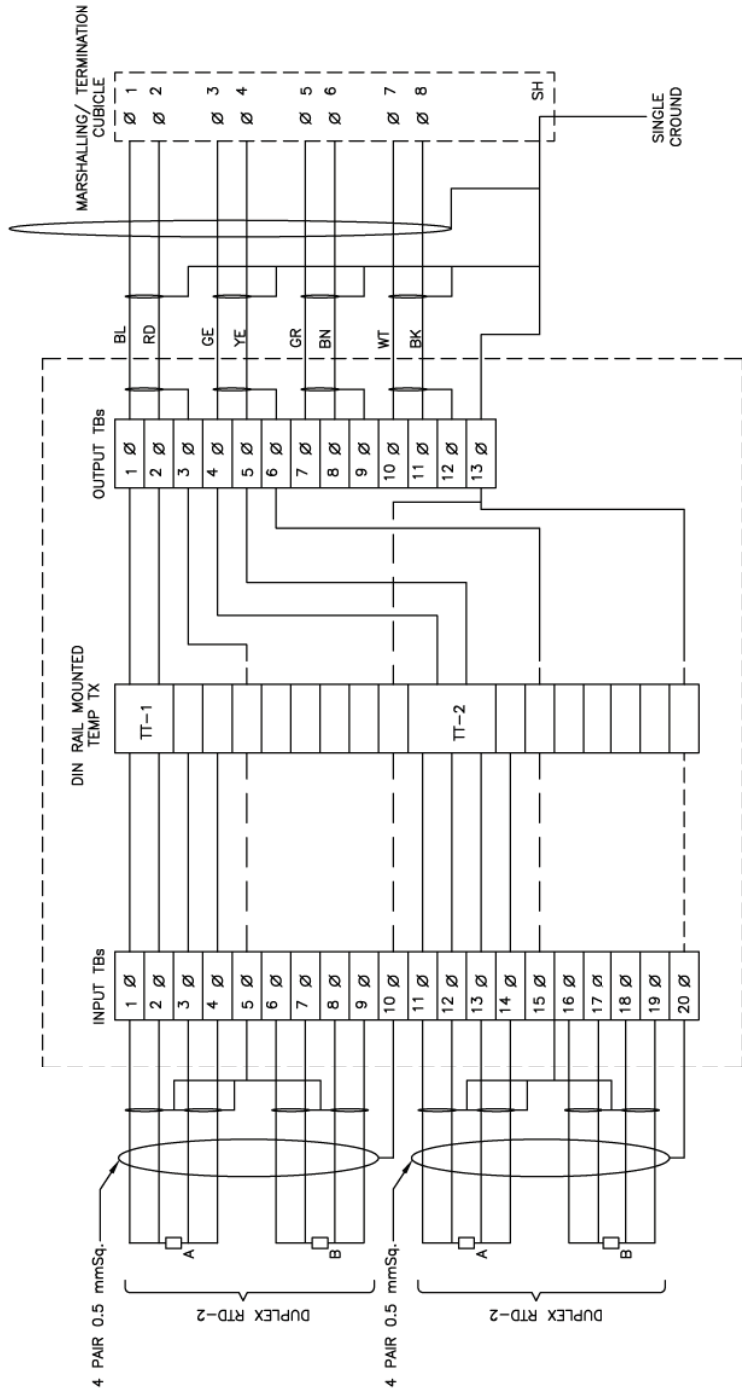 MARSHALLING/ TERMINATION
CUBICLE
Ø 1
Ø 2
Ø 3
Ø 4
Ø 5
Ø 6
Ø 7
Ø 8
SH
SINGLE
CROUND
BL
RD
GE
YE
GR
BN
WT
BK
OUTPUT TBs
1 Ø
2 Ø
3 Ø
4 Ø
5 Ø
6 Ø
7 Ø
8 Ø
9 Ø
10 Ø
11 Ø
12 Ø
13 Ø
DIN RAIL MOUNTED
TEMP TX
TT-1
TT-2
INPUT TBs
1 Ø
2 Ø
3 Ø
4 Ø
5 Ø
6 Ø
7 Ø
8 Ø
9 Ø
10 Ø
11 Ø
12 Ø
13 Ø
14 Ø
15 Ø
16 Ø
17 Ø
18 Ø
19 Ø
20 Ø
4 PAIR 0.5 mmSq.
A
B
DUPLEX RTD-2
4 PAIR 0.5 mmSq.
A
B
DUPLEX RTD-2